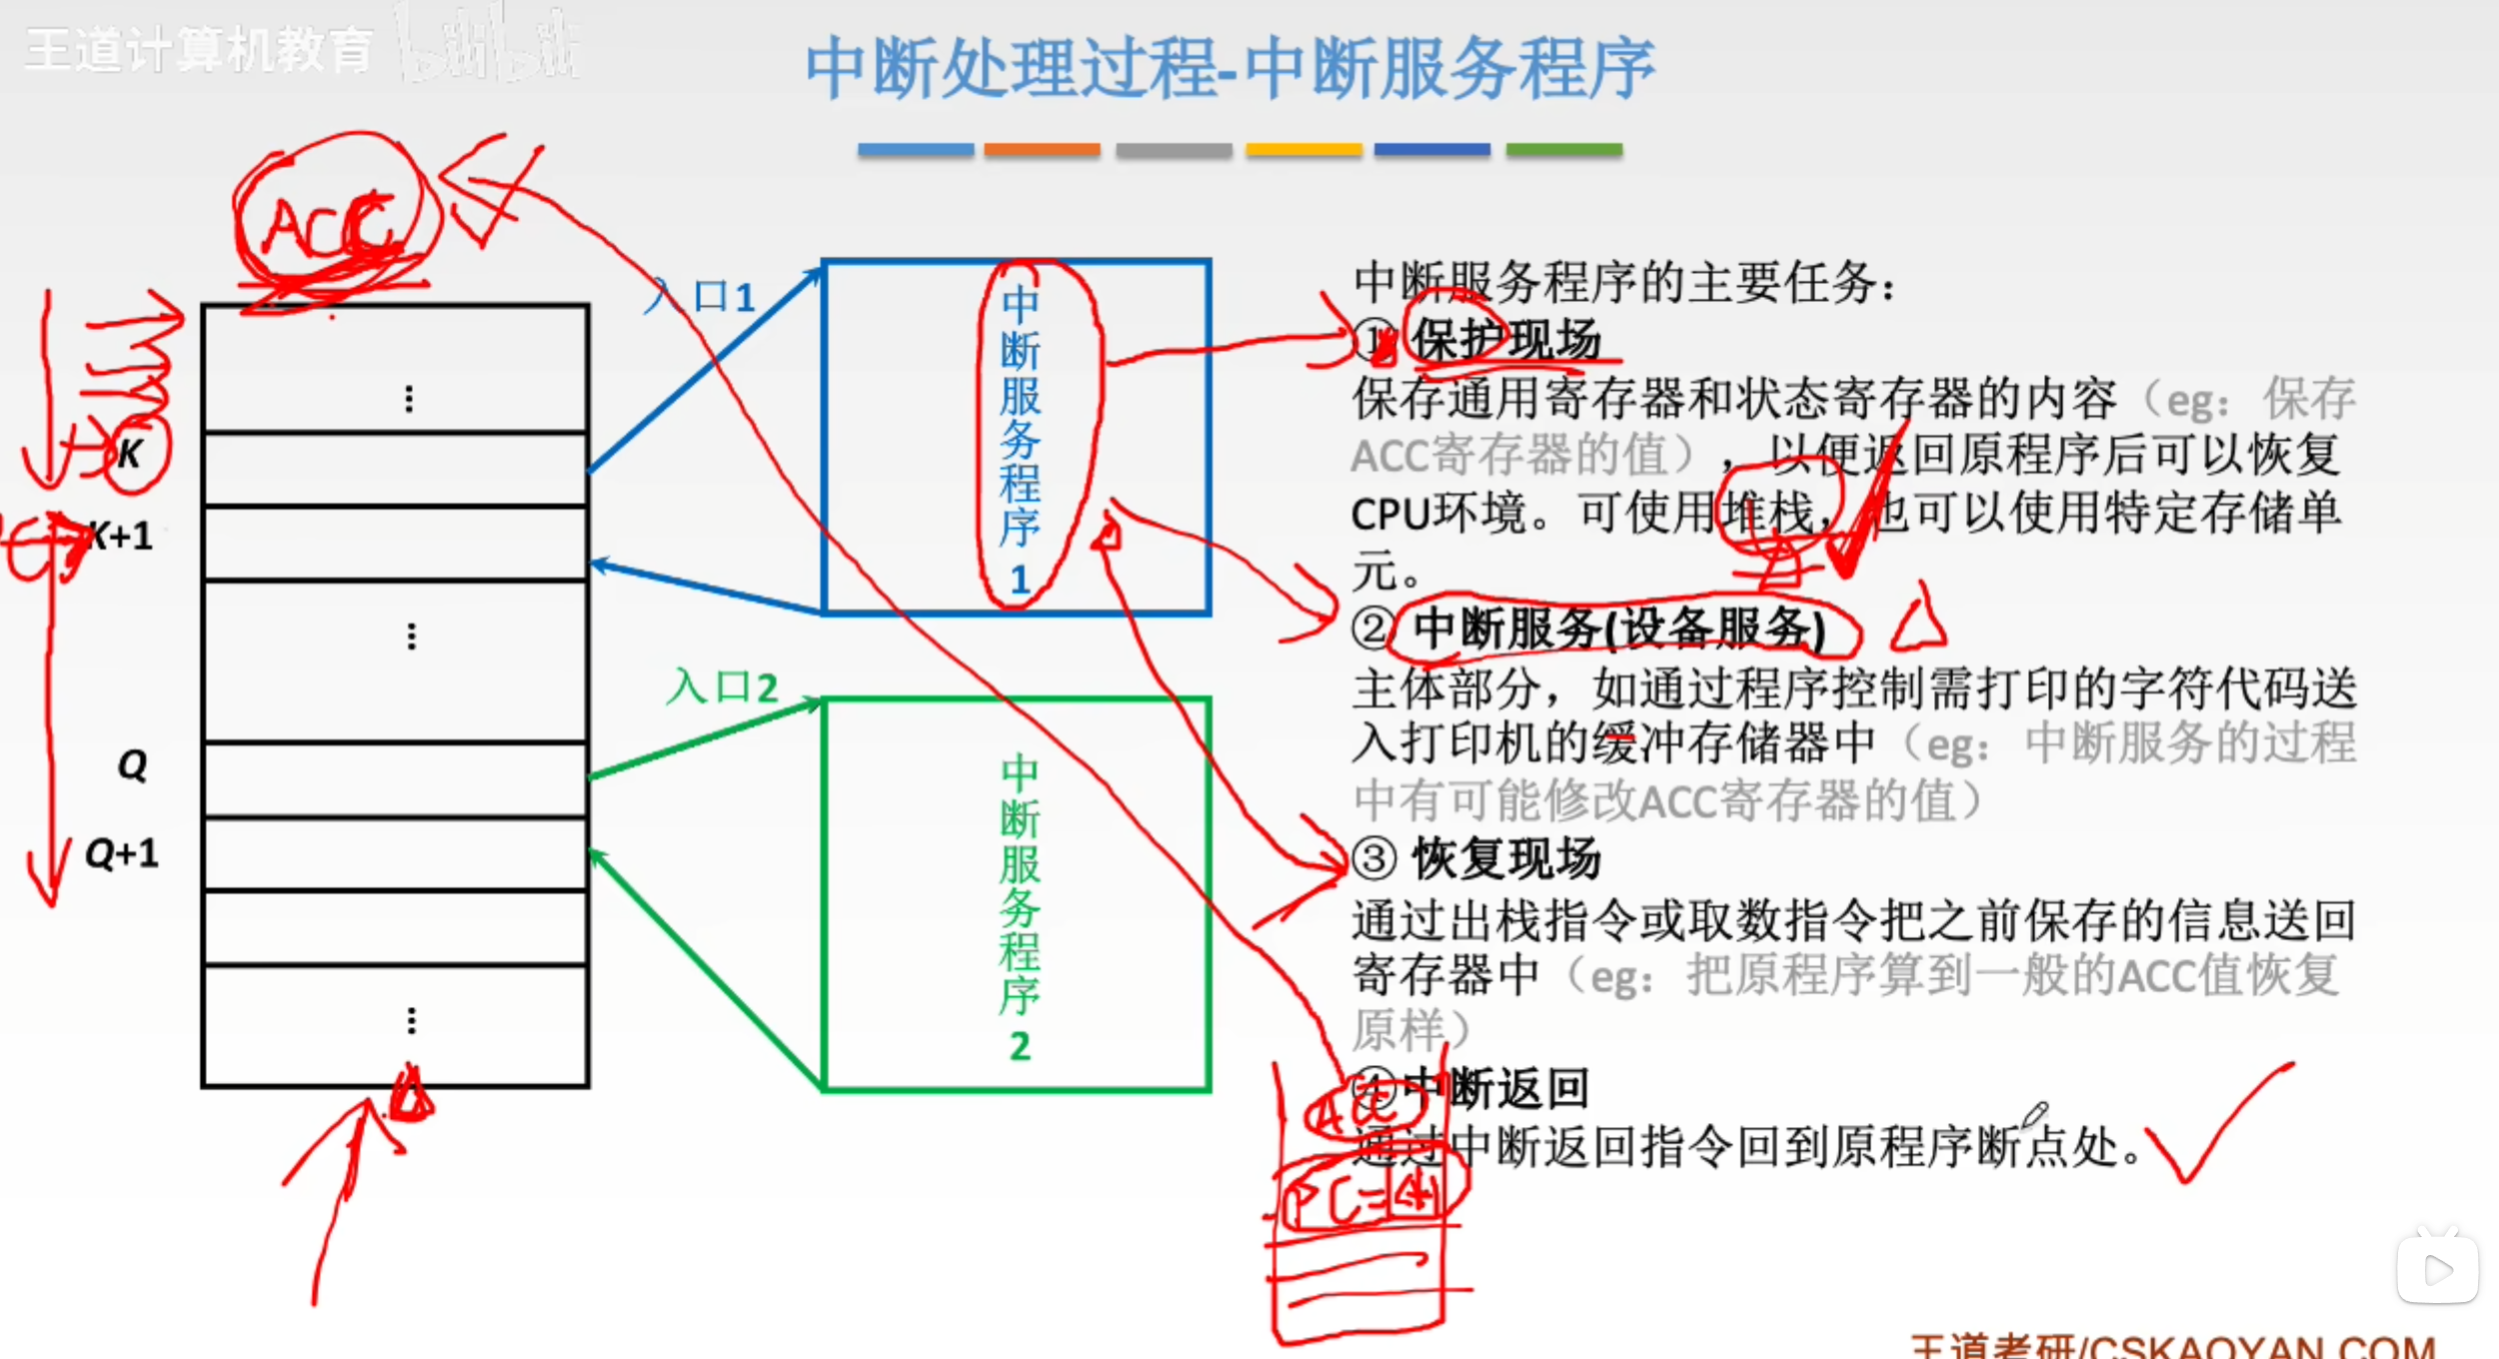 王道计算机教育
bilibili
中断处理过程-中断服务程序
ACC
入口1
K
K+1
Q
Q+1
⋮
⋮
⋮
中断服务程序1
入口2
中断服务程序2
中断服务程序的主要任务：
① 保护现场
保存通用寄存器和状态寄存器的内容（eg：保存
ACC寄存器的值），以便返回原程序后可以恢复
CPU环境。可使用堆栈，也可以使用特定存储单
元。
② 中断服务(设备服务)
主体部分，如通过程序控制需打印的字符代码送
入打印机的缓冲存储器中（eg：中断服务的过程
中有可能修改ACC寄存器的值）
③ 恢复现场
通过出栈指令或取数指令把之前保存的信息送回
寄存器中（eg：把原程序算到一般的ACC值恢复
原样）
④中断返回
通过中断返回指令回到原程序断点处。
ACC
PC=
王道考研/CSKAOYAN.COM